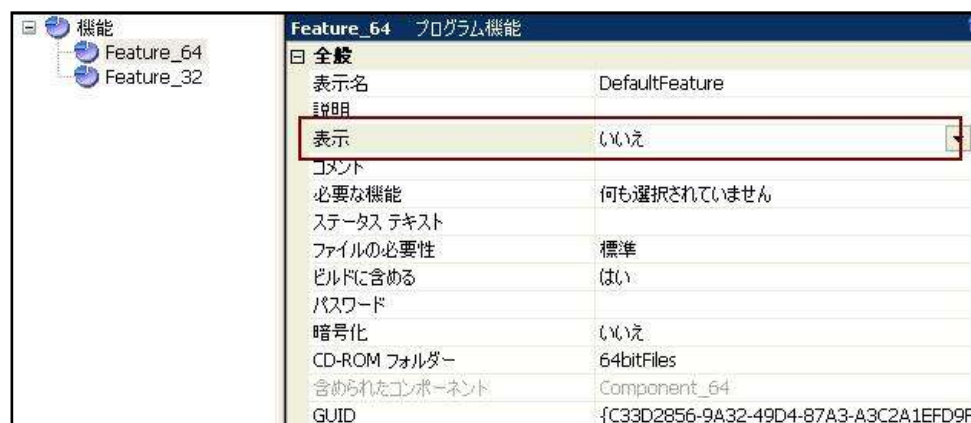 機能
Feature_64
Feature_32
Feature_64 プログラム機能
全般
表示名 DefaultFeature
説明
表示 いいえ
コメント
必要な機能 何も選択されていません
ステータス テキスト
ファイルの必要性 標準
ビルドに含める はい
パスワード
暗号化 いいえ
CD-ROM フォルダー 64bitFiles
含められたコンポーネント Component_64
GUID {C33D2856-9A32-49D4-87A3-A3C2A1EFD9F